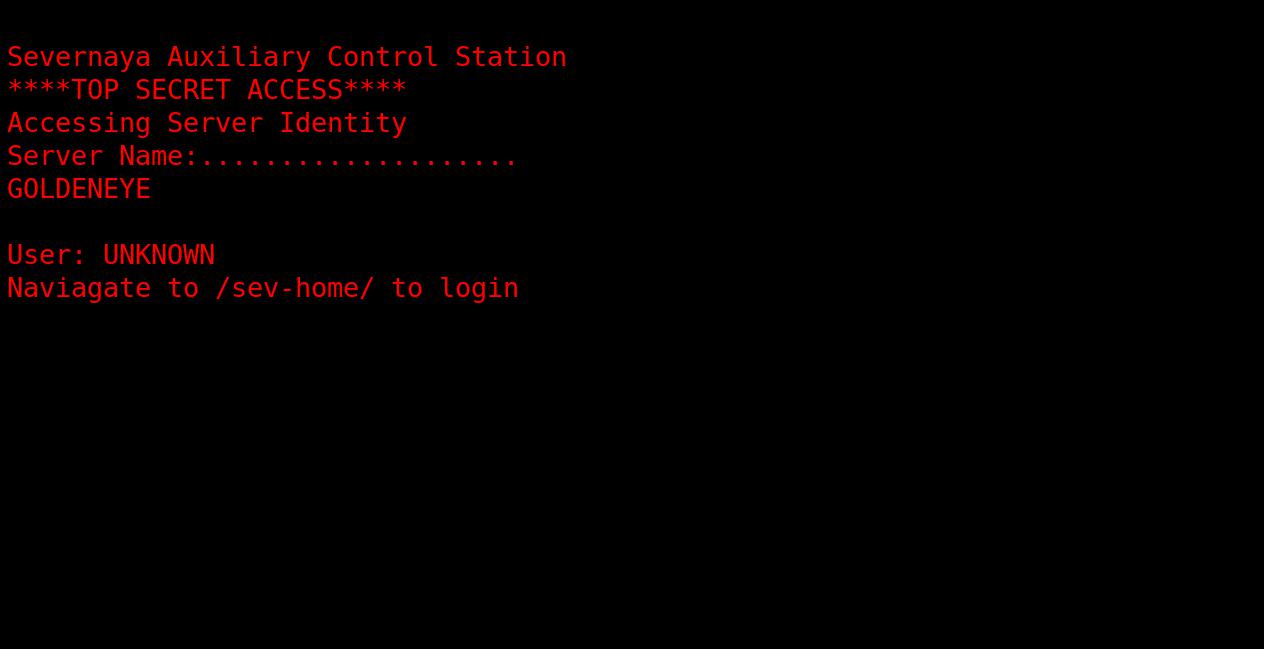 Severnaya Auxiliary Control Station
****TOP SECRET ACCESS****
Accessing Server Identity
Server Name:....................
GOLDENEYE
User: UNKNOWN
Naviagate to /sev-home/ to login